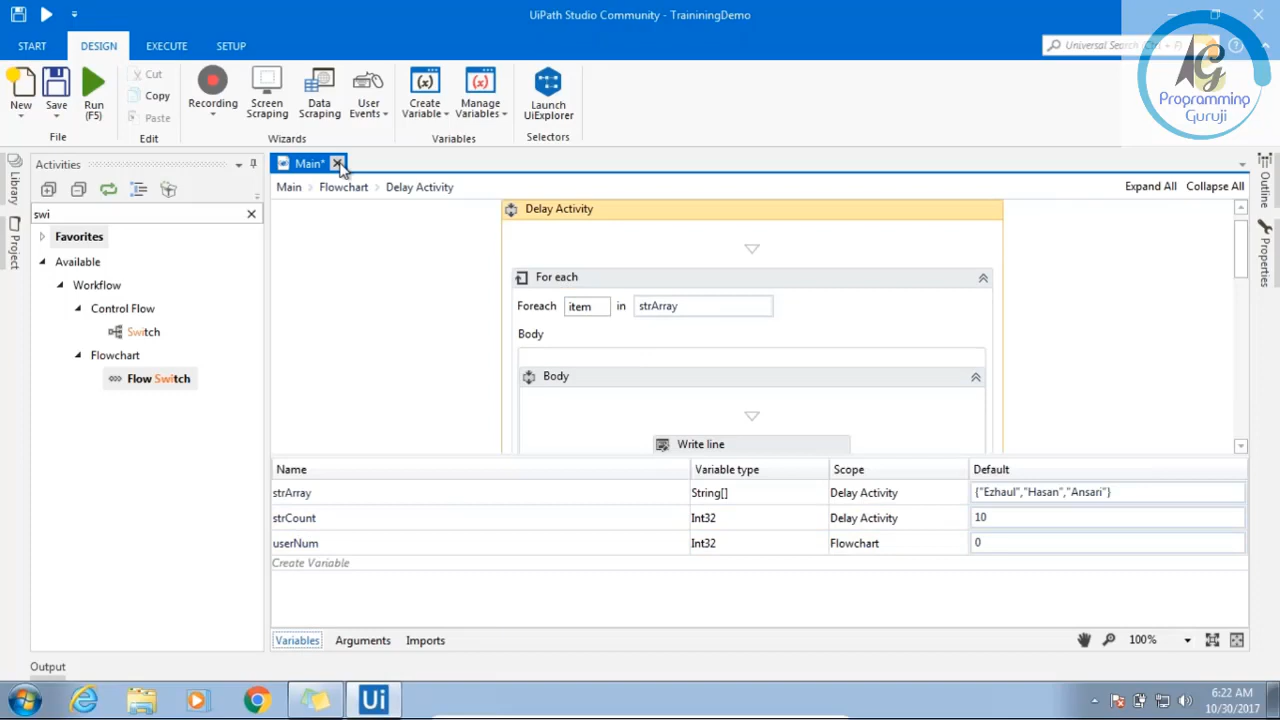 UiPath Studio Community - TraininingDemo
START DESIGN EXECUTE SETUP
Universal Search (Ctrl + F)
AG
Programming
Guruji
New
Save
Run
(F5)
Cut
Copy
Paste
Recording
Screen
Scraping
Data
Scraping
User
Events
Create
Variable
Manage
Variables
Launch
UiExplorer
File
Edit
Wizards
Variables
Selectors
Library
Project
Activities
swi
Favorites
Available
Workflow
Control Flow
Switch
Flowchart
Flow Switch
Main*
Main > Flowchart > Delay Activity
Expand All Collapse All
Delay Activity
For each
Foreach item in strArray
Body
Body
Write line
Name Variable type Scope Default
strArray String[] Delay Activity {"Ezhaul","Hasan","Ansari"}
strCount Int32 Delay Activity 10
userNum Int32 Flowchart 0
Create Variable
Variables Arguments Imports
100%
Outline
Properties
Output
Ui
6:22 AM
10/30/2017